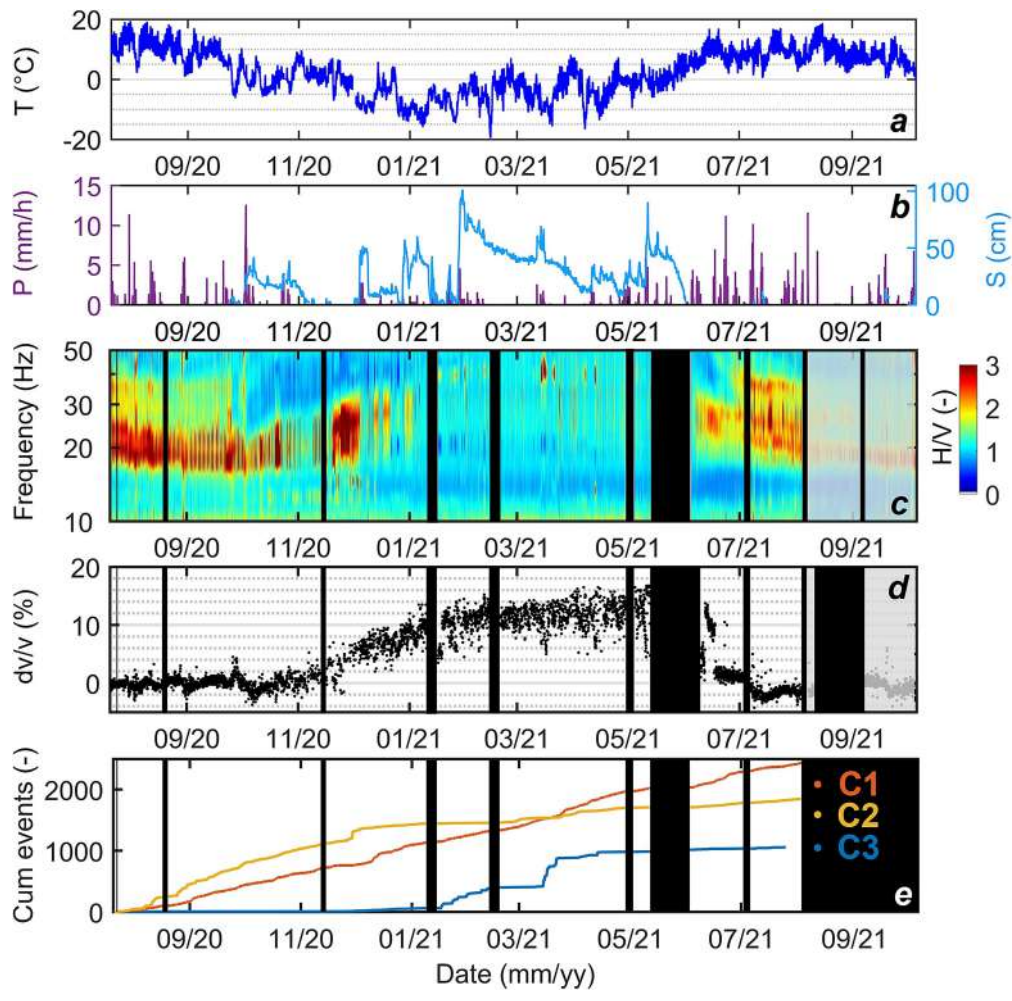 20
0
-20
T (°C)
a
09/20 11/20 01/21 03/21 05/21 07/21 09/21
15
10
5
0
P (mm/h)
b
100
50
0
S (cm)
09/20 11/20 01/21 03/21 05/21 07/21 09/21
50
30
20
10
Frequency (Hz)
c
3
2
1
0
H/V (-)
09/20 11/20 01/21 03/21 05/21 07/21 09/21
20
10
0
dv/v (%)
d
09/20 11/20 01/21 03/21 05/21 07/21 09/21
2000
1000
0
Cum events (-)
C1
C2
C3
e
09/20 11/20 01/21 03/21 05/21 07/21 09/21
Date (mm/yy)